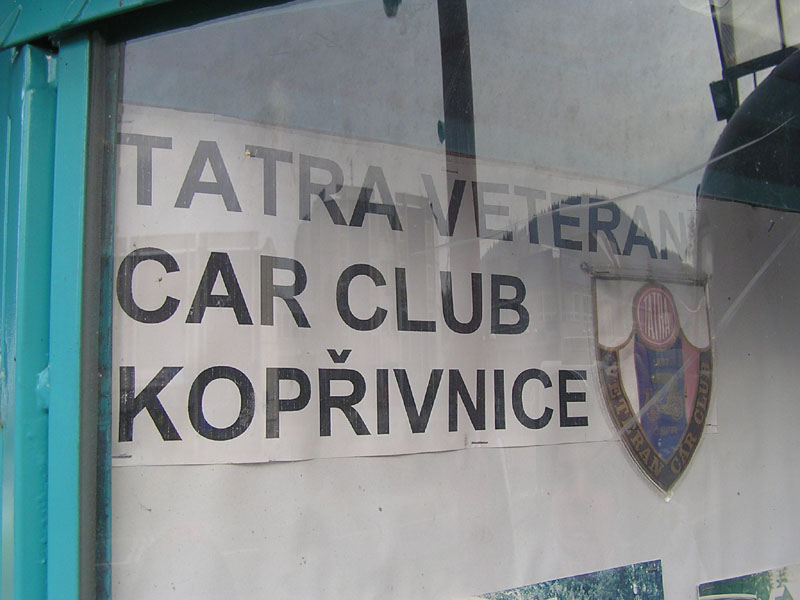 TATRA VETERAN
CAR CLUB
KOPŘIVNICE
TATRA
VETERAN CAR CLUB